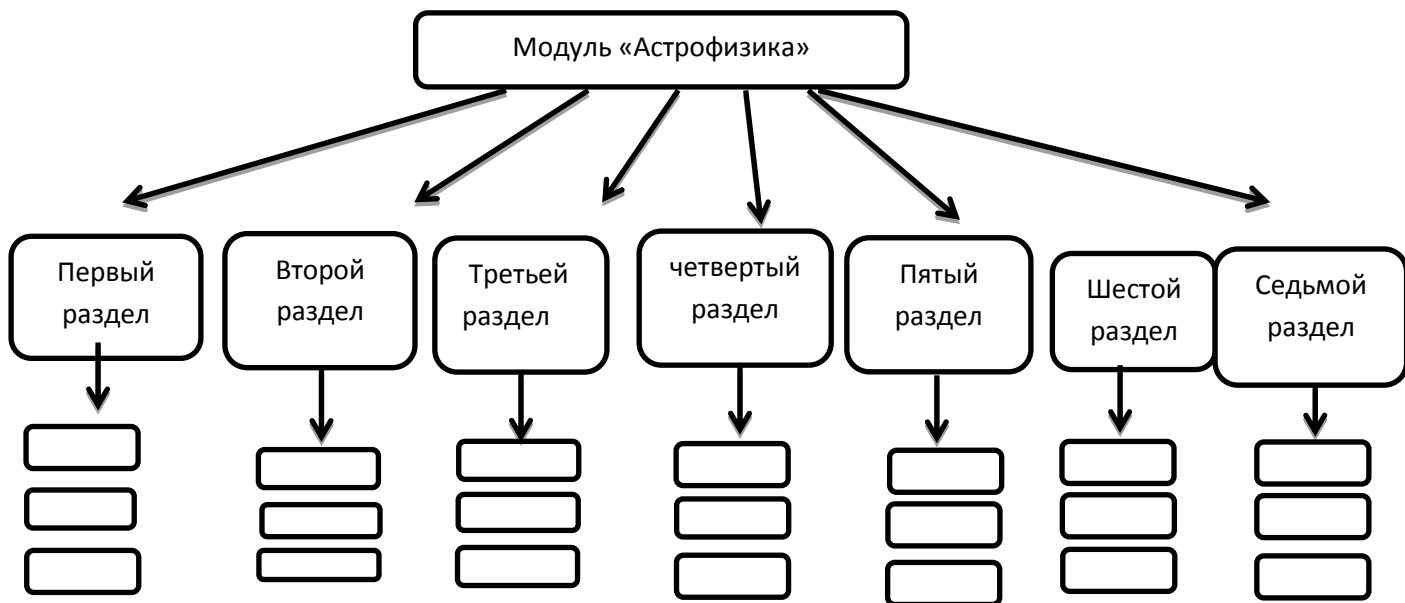 Модуль «Астрофизика»
Первый
раздел
Второй
раздел
Третьей
раздел
четвертый
раздел
Пятый
раздел
Шестой
раздел
Седьмой
раздел